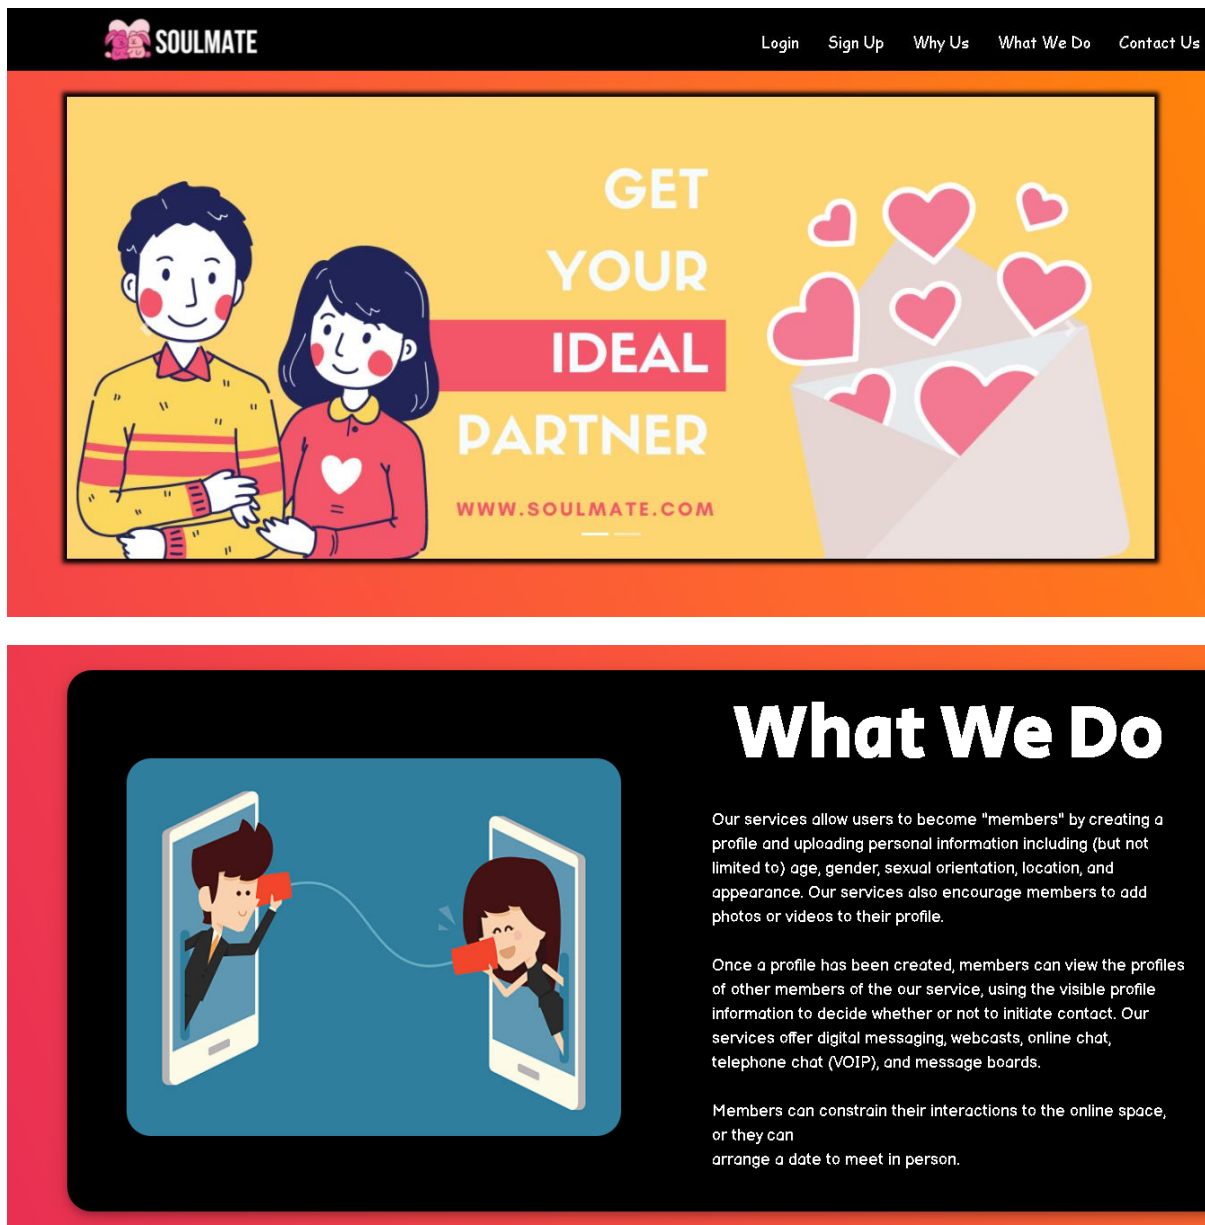 SOULMATE
Login Sign Up Why Us What We Do Contact Us
GET
YOUR
IDEAL
PARTNER
WWW.SOULMATE.COM
What We Do
Our services allow users to become "members" by creating a
profile and uploading personal information including (but not
limited to) age, gender, sexual orientation, location, and
appearance. Our services also encourage members to add
photos or videos to their profile.
Once a profile has been created, members can view the profiles
of other members of the our service, using the visible profile
information to decide whether or not to initiate contact. Our
services offer digital messaging, webcasts, online chat,
telephone chat (VOIP), and message boards.
Members can constrain their interactions to the online space,
or they can
arrange a date to meet in person.